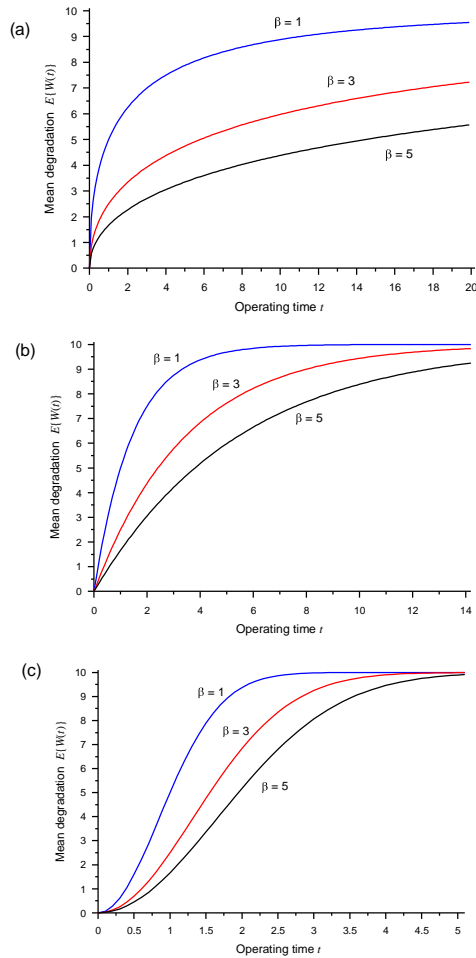 (a)
10
9
8
7
6
5
4
3
2
1
0
Mean degradation E{W(t)}
β = 1
β = 3
β = 5
0 2 4 6 8 10 12 14 16 18 20
Operating time t
(b)
10
9
8
7
6
5
4
3
2
1
0
Mean degradation E{W(t)}
β = 1
β = 3
β = 5
0 2 4 6 8 10 12 14
Operating time t
(c)
10
9
8
7
6
5
4
3
2
1
0
Mean degradation E{W(t)}
β = 1
β = 3
β = 5
0 0.5 1 1.5 2 2.5 3 3.5 4 4.5 5
Operating time t